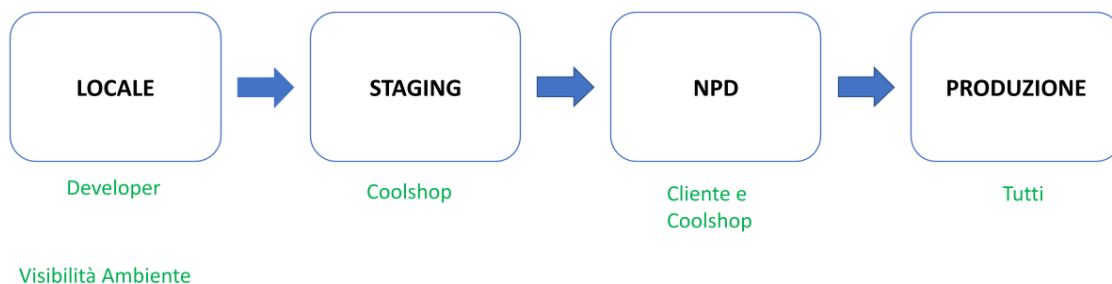 LOCALE
STAGING
NPD
PRODUZIONE
Developer
Coolshop
Cliente e
Coolshop
Tutti
Visibilità Ambiente